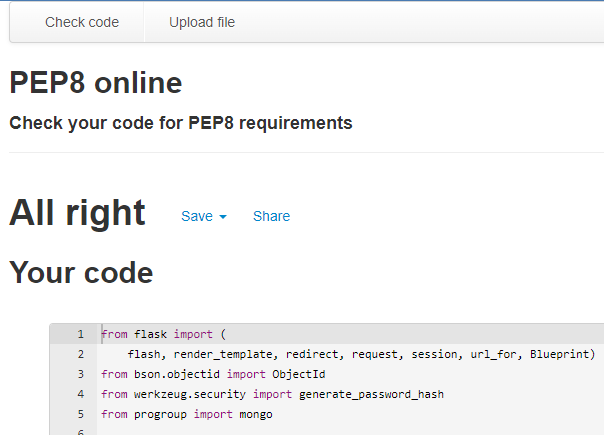 Check code Upload file
PEP8 online
Check your code for PEP8 requirements
All right Save Share
Your code
1 from flask import (
2     flash, render_template, redirect, request, session, url_for, Blueprint)
3 from bson.objectid import ObjectId
4 from werkzeug.security import generate_password_hash
5 from progroup import mongo
6